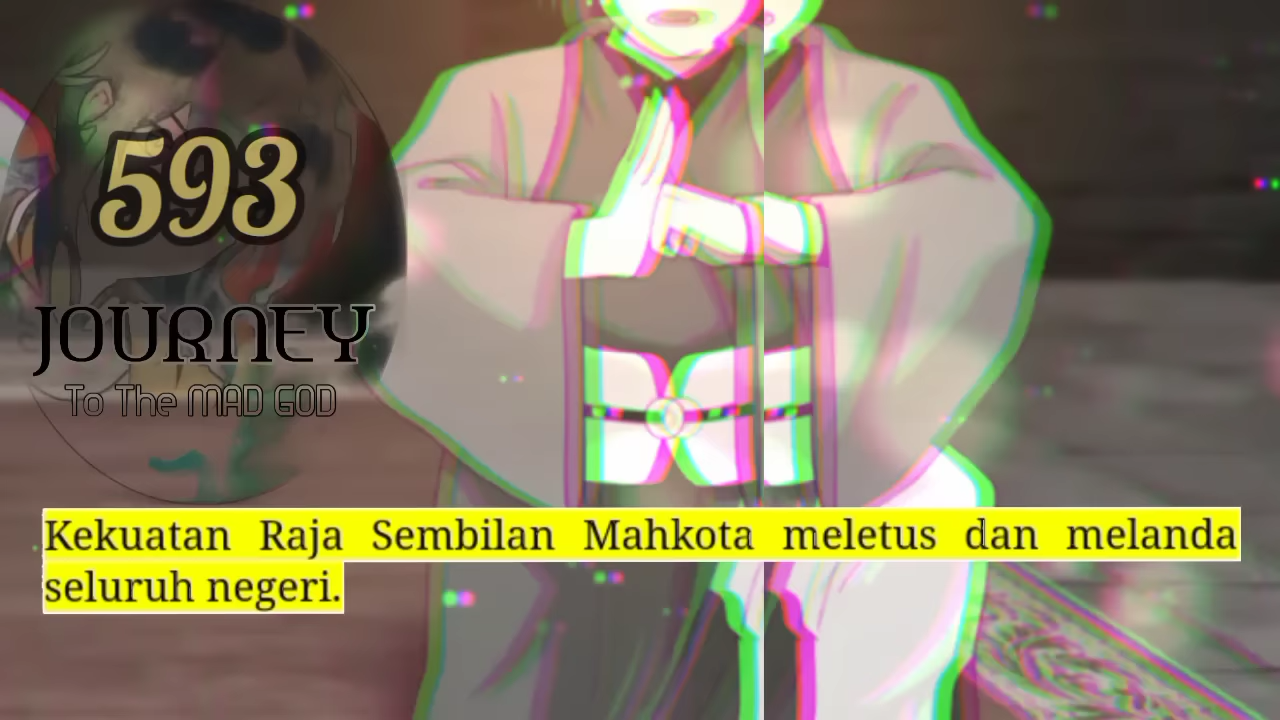 593
JOURNEY
To The MAD GOD
Kekuatan Raja Sembilan Mahkota meletus dan melanda
seluruh negeri.